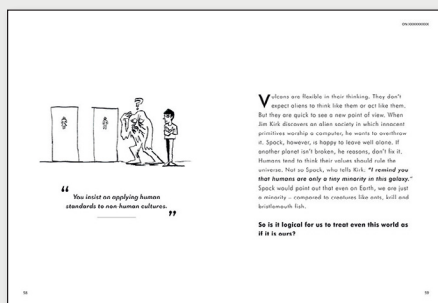 “
You insist on applying human
standards to non human cultures.
”
58
Vulcans are flexible in their thinking. They don't
expect aliens to think like them or act like them.
But they are quick to see a new point of view. When
Jim Kirk discovers an alien society in which innocent
primitives worship a computer, he wants to overthrow
it. Spock, however, is happy to leave well alone. If
another planet isn't broken, he reasons, don't fix it.
Humans tend to think their values should rule the
universe. Not so Spock, who tells Kirk. "I remind you
that humans are only a tiny minority in this galaxy."
Spock would point out that even on Earth, we are just
a minority – compared to creatures like ants, krill and
bristlemouth fish.
So is it logical for us to treat even this world as
if it is ours?
59